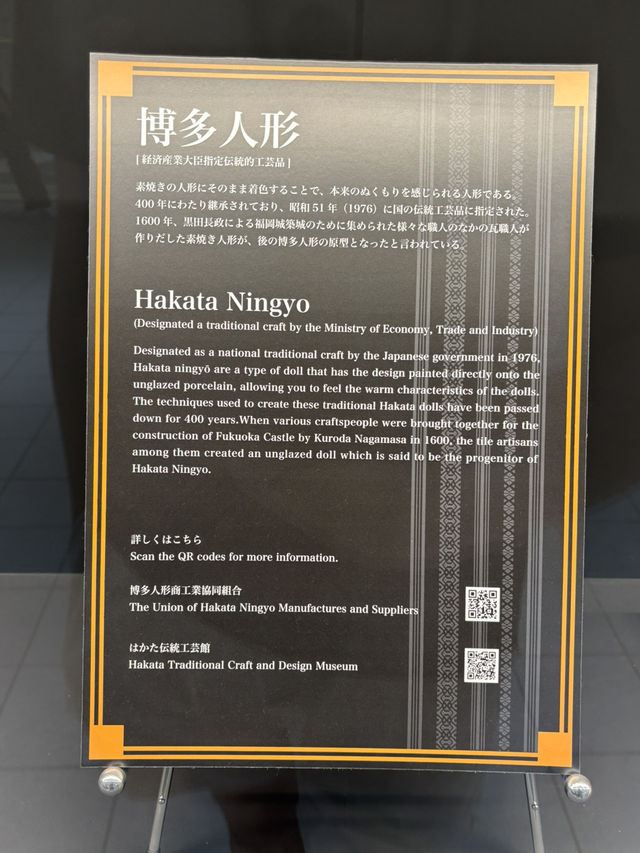 博多人形
[ 経済産業大臣指定伝統的工芸品 ]
素焼きの人形にそのまま着色することで、本来のぬくもりを感じられる人形である。
400 年にわたり継承されており、昭和 51 年（1976）に国の伝統工芸品に指定された。
1600 年、黒田長政による福岡城築城のために集められた様々な職人のなかの瓦職人が
作りだした素焼き人形が、後の博多人形の原型となったと言われている。
Hakata Ningyo
(Designated a traditional craft by the Ministry of Economy, Trade and Industry)
Designated as a national traditional craft by the Japanese government in 1976,
Hakata ningyō are a type of doll that has the design painted directly onto the
unglazed porcelain, allowing you to feel the warm characteristics of the dolls.
The techniques used to create these traditional Hakata dolls have been passed
down for 400 years.When various craftspeople were brought together for the
construction of Fukuoka Castle by Kuroda Nagamasa in 1600, the tile artisans
among them created an unglazed doll which is said to be the progenitor of
Hakata Ningyo.
詳しくはこちら
Scan the QR codes for more information.
博多人形商工業協同組合
The Union of Hakata Ningyo Manufactures and Suppliers
はかた伝統工芸館
Hakata Traditional Craft and Design Museum